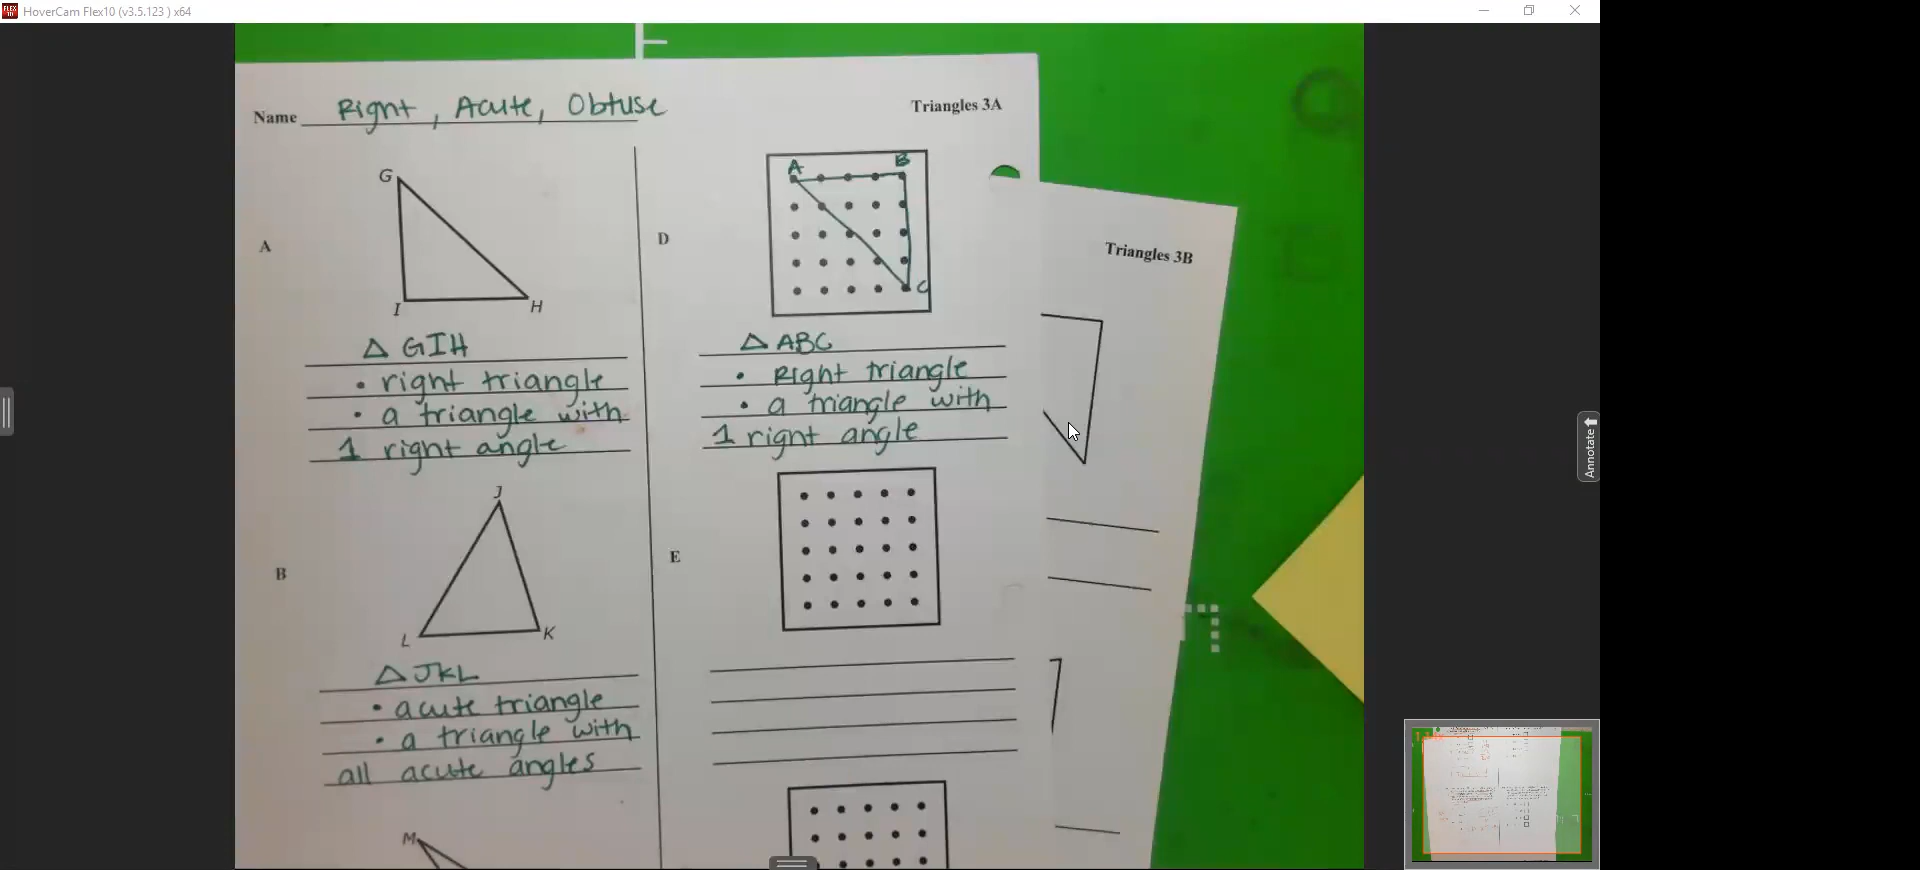 HoverCam Flex10 (v3.5.123 ) x64
Name Right, Acute, Obtuse
Triangles 3A
A
G
I
H
△ GIH
• right triangle
• a triangle with
1 right angle
B
J
L
K
△ JKL
• acute triangle
• a triangle with
all acute angles
M
D
A
B
C
△ ABC
• Right triangle
• a triangle with
1 right angle
E
Triangles 3B
Annotate